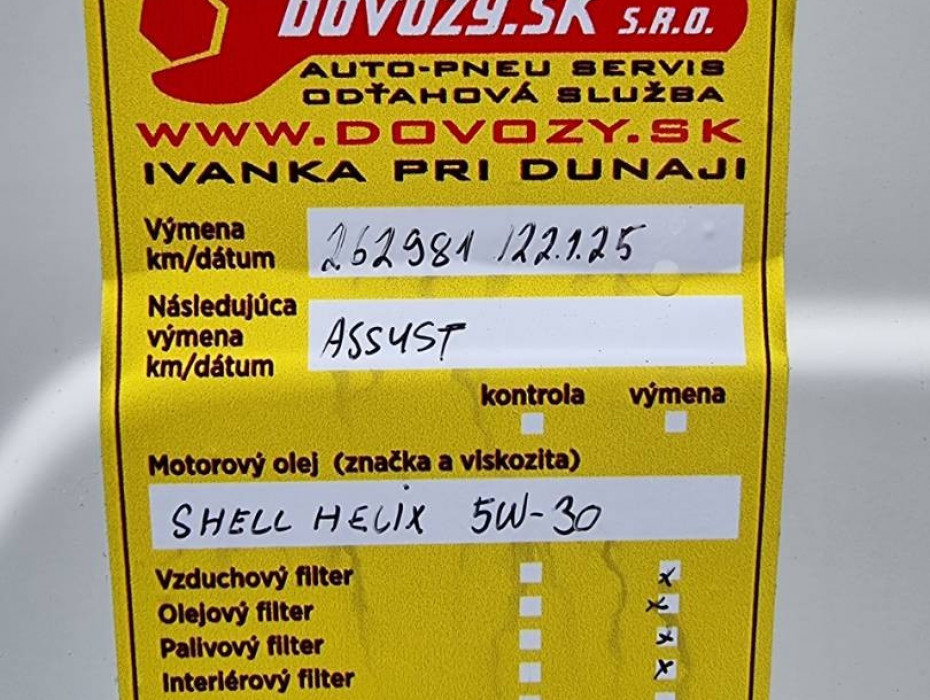 DOVOZY.SK S.R.O.
AUTO-PNEU SERVIS
ODŤAHOVÁ SLUŽBA
WWW.DOVOZY.SK
IVANKA PRI DUNAJI
Výmena
km/dátum
262981 /22.1.25
Následujúca
výmena
km/dátum
ASSYST
kontrola výmena
Motorový olej (značka a viskozita)
SHELL HELIX 5W-30
Vzduchový filter x
Olejový filter x
Palivový filter x
Interiérový filter x